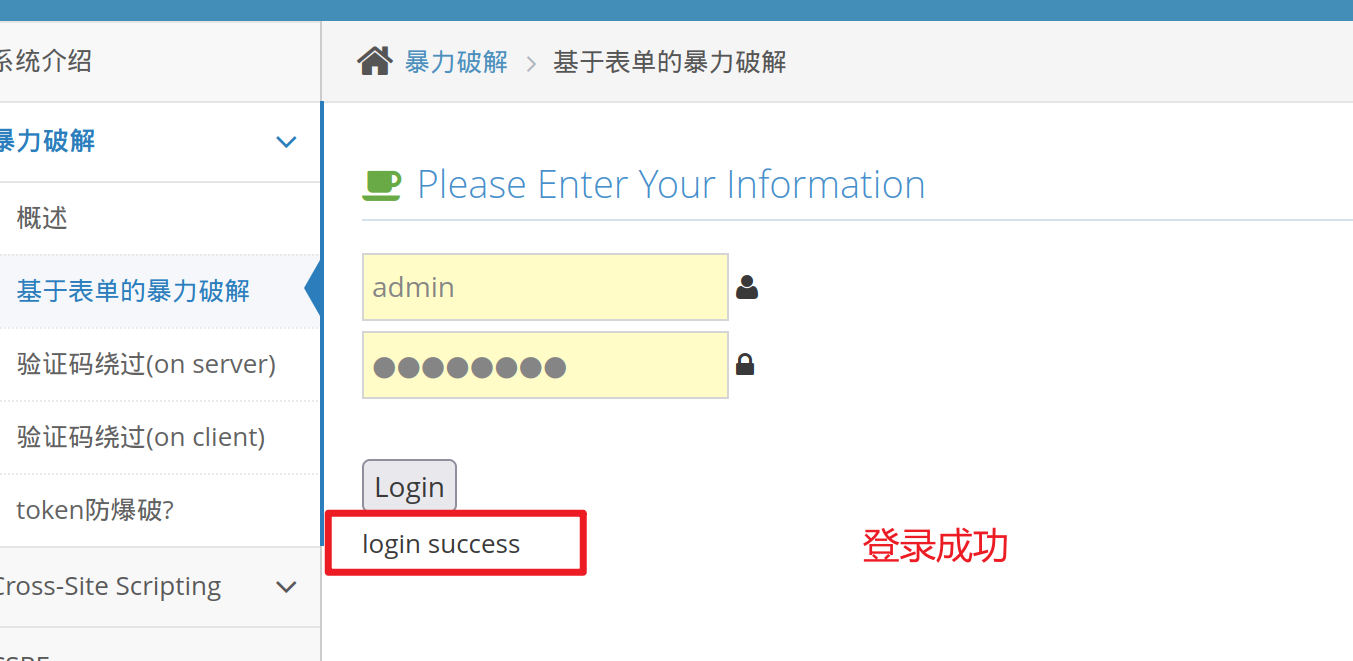 系统介绍
暴力破解 > 基于表单的暴力破解
暴力破解
概述
基于表单的暴力破解
验证码绕过(on server)
验证码绕过(on client)
token防爆破?
Cross-Site Scripting
Please Enter Your Information
admin
Login
login success
登录成功